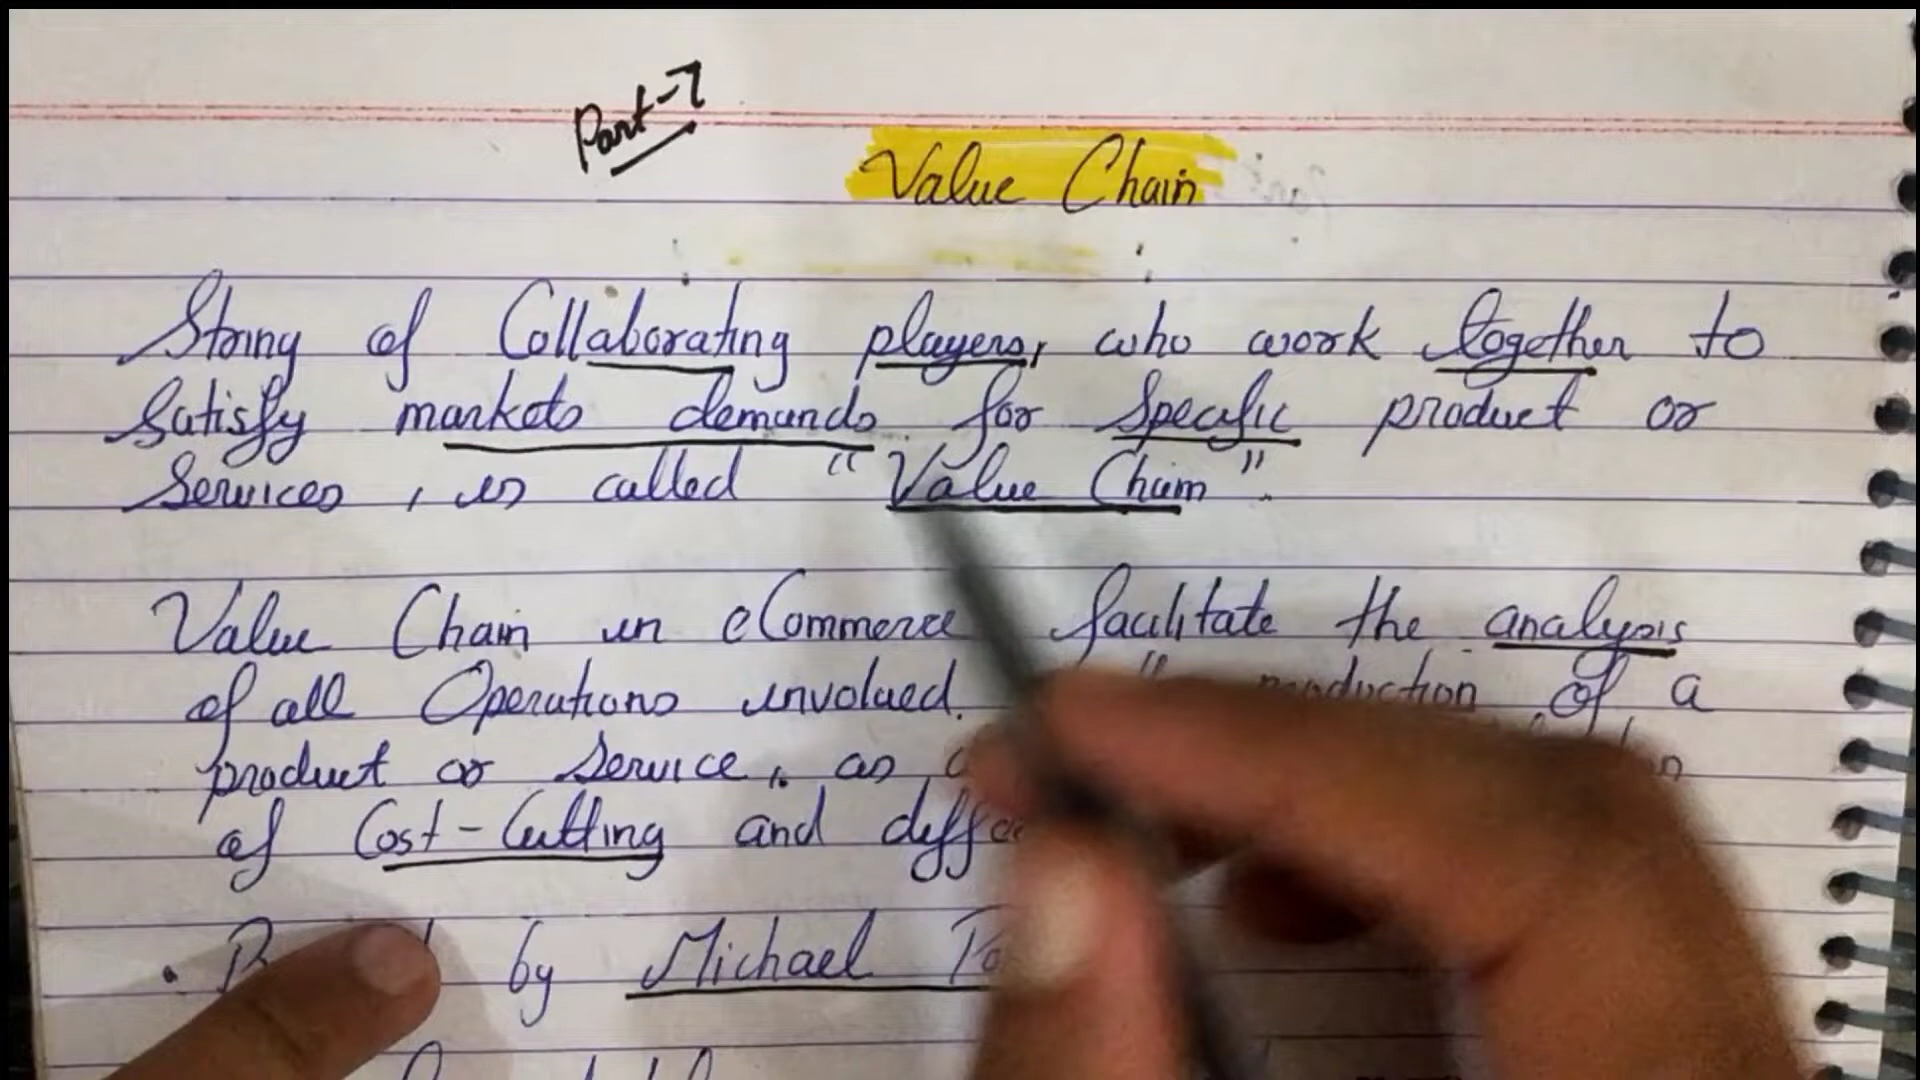 Part-7
Value Chain
String of Collaborating players, who work together to
Satisfy markets demands for Specific product or
Services, is called "Value Chain".
Value Chain in eCommerce facilitate the analysis
of all Operations involved. production of a
product or Service, as
of Cost-Cutting and
by Michael